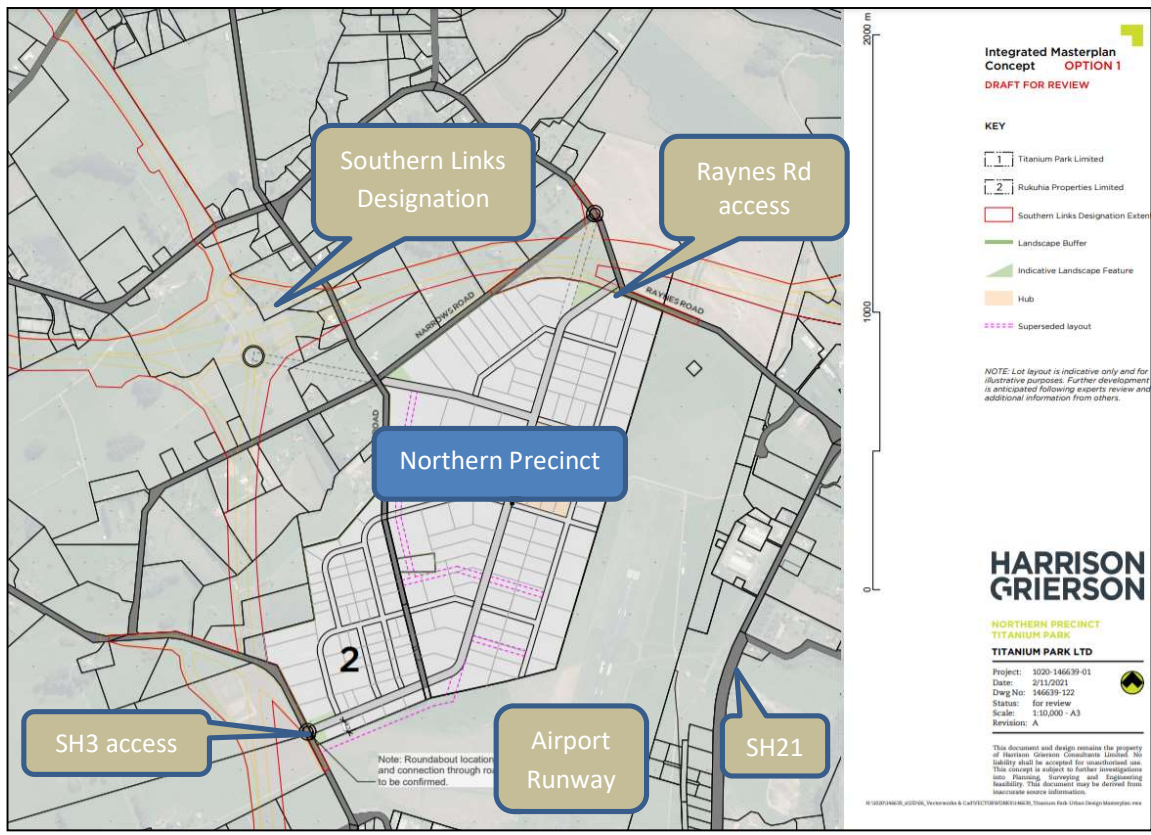 Southern Links
Designation
Raynes Rd
access
NARROWS ROAD
RAYNES ROAD
ROAD
Northern Precinct
2
SH3 access
Note: Roundabout location
and connection through ro
to be confirmed.
Airport
Runway
SH21
2000 m
1000
0
Integrated Masterplan
Concept OPTION 1
DRAFT FOR REVIEW
KEY
1 Titanium Park Limited
2 Rukuhia Properties Limited
Southern Links Designation Extent
Landscape Buffer
Indicative Landscape Feature
Hub
Superseded layout
NOTE: Lot layout is indicative only and for
illustrative purposes. Further development
is anticipated following experts review and
additional information from others.
HARRISON
GRIERSON
NORTHERN PRECINCT
TITANIUM PARK
TITANIUM PARK LTD
Project: 1020-146639-01
Date: 2/11/2021
Dwg No: 146639-122
Status: for review
Scale: 1:10,000 - A3
Revision: A
This document and design remains the property
of Harrison Grierson Consultants Limited. No
liability shall be accepted for unauthorised use.
This concept is subject to further investigations
into Planning, Surveying and Engineering
feasibility. This document may be derived from
inaccurate source information.